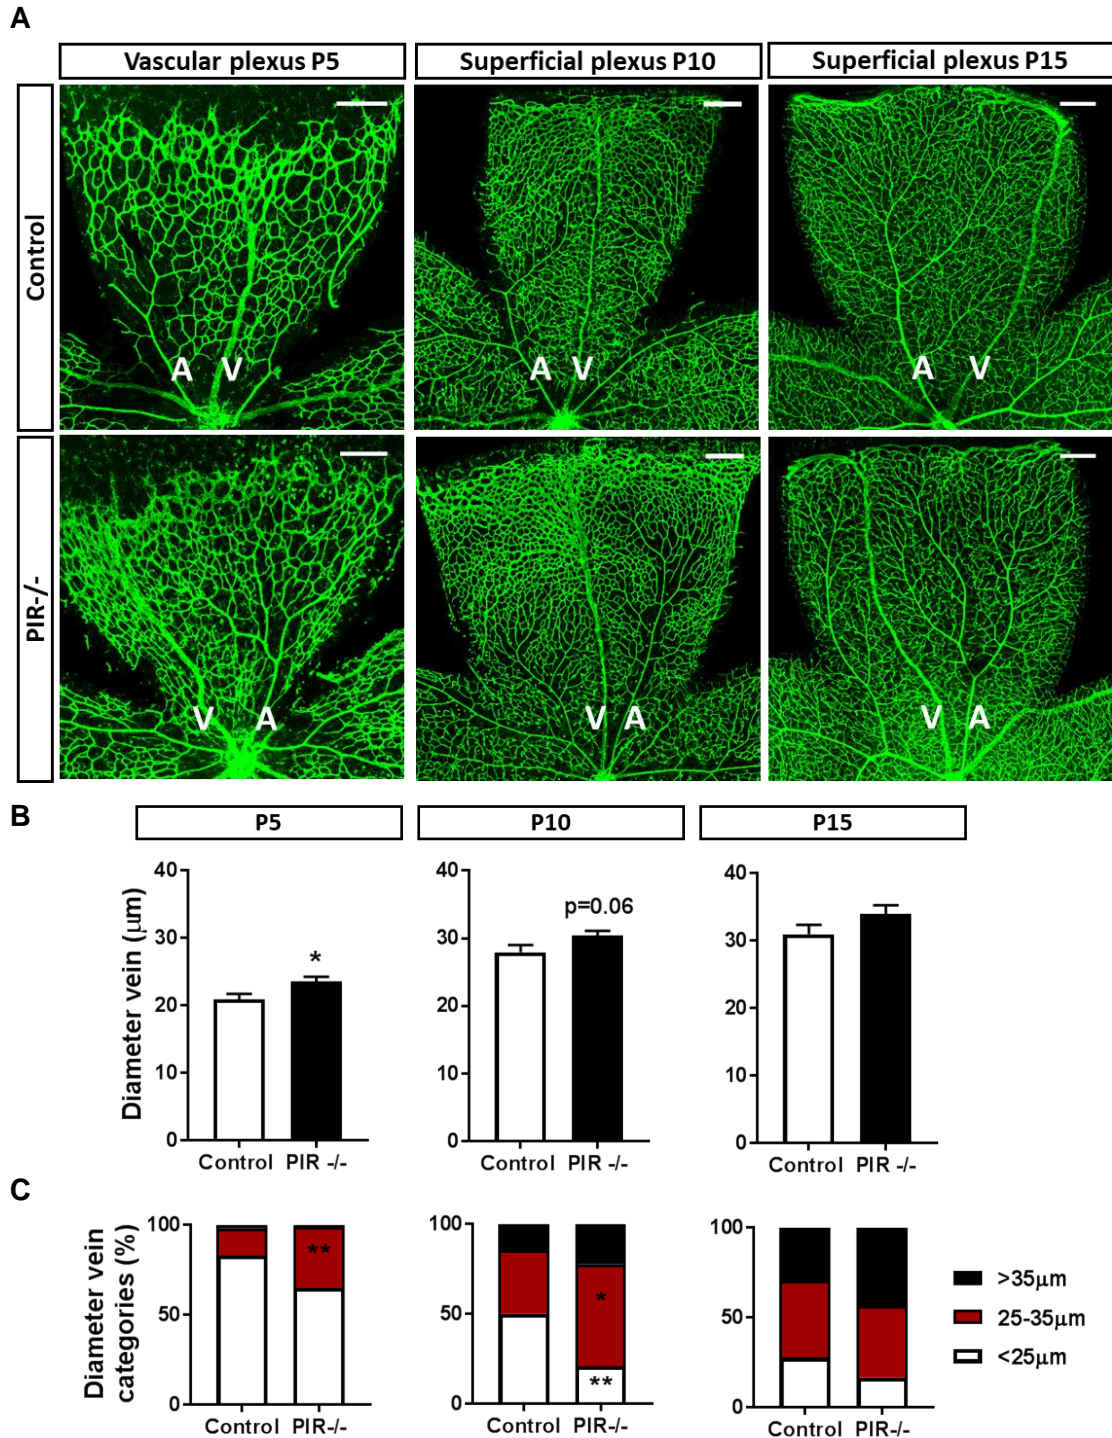 A
Vascular plexus P5
Superficial plexus P10
Superficial plexus P15
Control
A V
A V
A V
PIR-/-
V A
V A
V A
B
P5
P10
P15
Diameter vein (μm)
40
30
20
10
0
*
Control PIR -/-
40
30
20
10
0
p=0.06
Control PIR -/-
40
30
20
10
0
Control PIR -/-
C
Diameter vein
categories (%)
100
50
0
**
Control PIR-/-
100
50
0
*
**
Control PIR-/-
100
50
0
Control PIR-/-
>35μm
25-35μm
<25μm